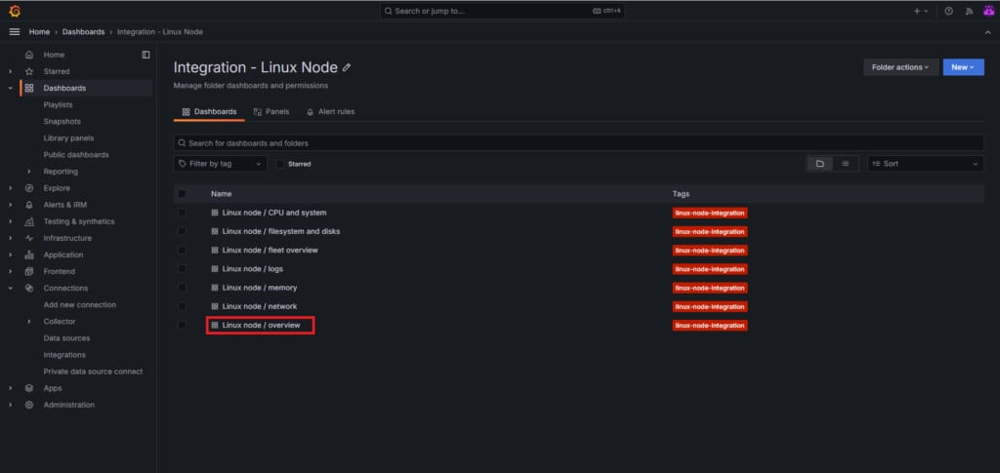 Search or jump to...
ctrl+k
Home > Dashboards > Integration - Linux Node
Home
Starred
Dashboards
Playlists
Snapshots
Library panels
Public dashboards
Reporting
Explore
Alerts & IRM
Testing & synthetics
Infrastructure
Application
Frontend
Connections
Add new connection
Collector
Data sources
Integrations
Private data source connect
Apps
Administration
Integration - Linux Node
Manage folder dashboards and permissions
Folder actions
New
Dashboards
Panels
Alert rules
Search for dashboards and folders
Filter by tag
Starred
Sort
Name Tags
Linux node / CPU and system linux-node-integration
Linux node / filesystem and disks linux-node-integration
Linux node / fleet overview linux-node-integration
Linux node / logs linux-node-integration
Linux node / memory linux-node-integration
Linux node / network linux-node-integration
Linux node / overview linux-node-integration